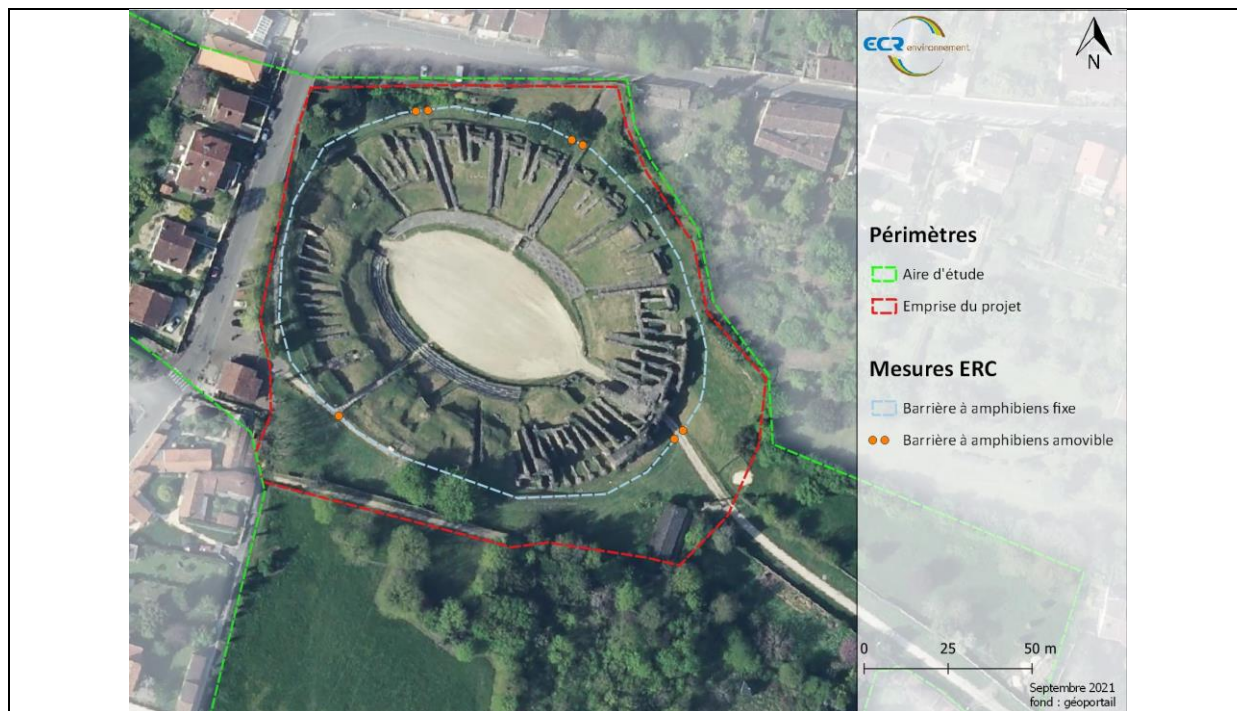 ECR environnement
N
Périmètres
Aire d'étude
Emprise du projet
Mesures ERC
Barrière à amphibiens fixe
Barrière à amphibiens amovible
0 25 50 m
Septembre 2021
fond : géoportail